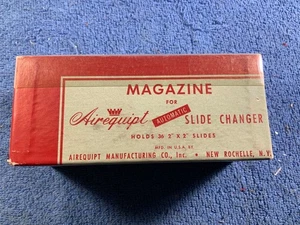 MAGAZINE
FOR
Airequipt AUTOMATIC SLIDE CHANGER
HOLDS 36 2" X 2" SLIDES
MFD. IN U.S.A. BY
AIREQUIPT MANUFACTURING CO., Inc. • NEW ROCHELLE, N.Y.